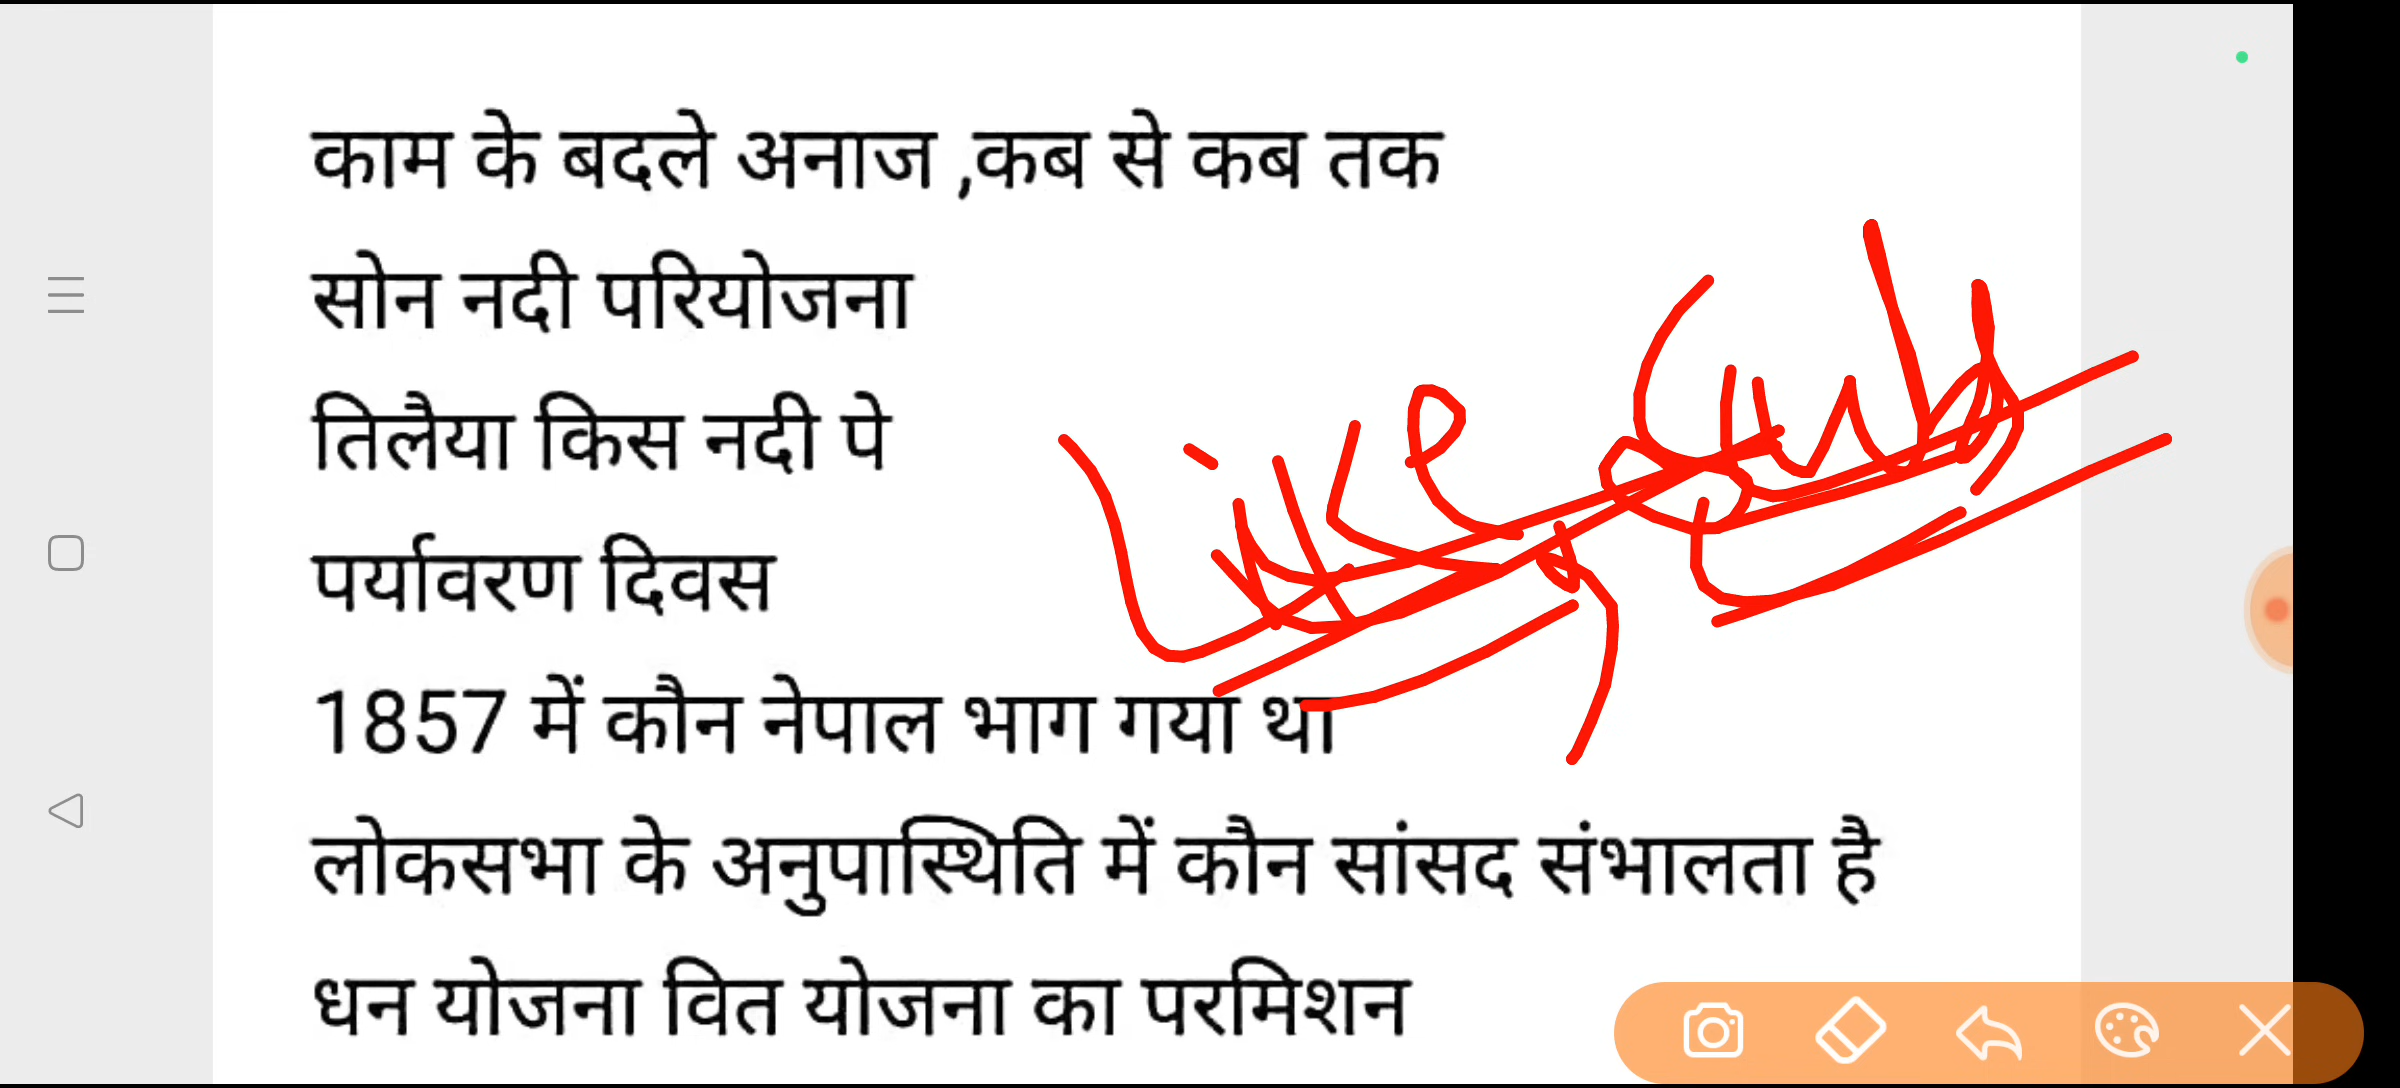 काम के बदले अनाज ,कब से कब तक
सोन नदी परियोजना
तिलैया किस नदी पे
पर्यावरण दिवस
1857 में कौन नेपाल भाग गया था
लोकसभा के अनुपास्थिति में कौन सांसद संभालता है
धन योजना वित योजना का परमिशन
Like, Sub